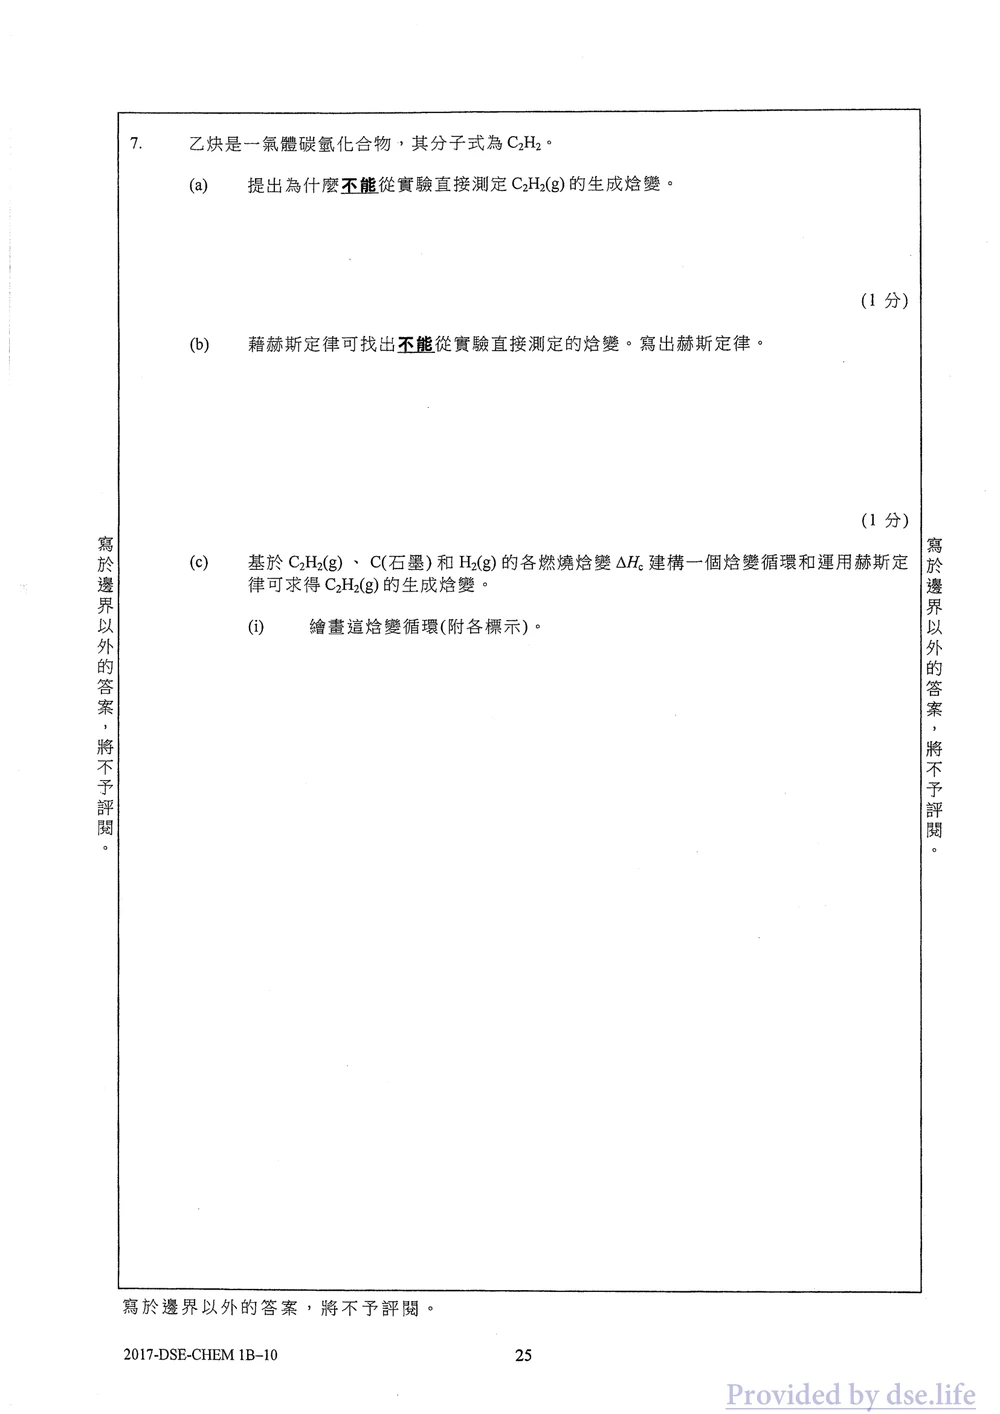 7. 乙炔是一氣體碳氫化合物，其分子式為 C₂H₂。
(a) 提出為什麼不能從實驗直接測定 C₂H₂(g) 的生成焓變。
(1 分)
(b) 藉赫斯定律可找出不能從實驗直接測定的焓變。寫出赫斯定律。
(1 分)
(c) 基於 C₂H₂(g) 、 C(石墨) 和 H₂(g) 的各燃燒焓變 ΔHc 建構一個焓變循環和運用赫斯定
律可求得 C₂H₂(g) 的生成焓變。
(i) 繪畫這焓變循環(附各標示)。
寫於邊界以外的答案，將不予評閱。
寫於邊界以外的答案，將不予評閱。
寫於邊界以外的答案，將不予評閱。
2017-DSE-CHEM 1B–10
25
Provided by dse.life